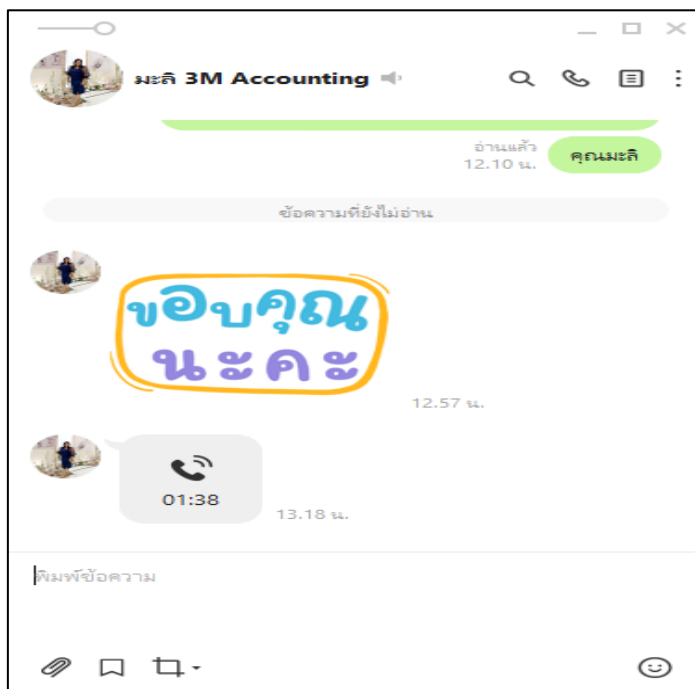 มะลิ 3M Accounting
อ่านแล้ว
12.10 น.
คุณมะลิ
ข้อความที่ยังไม่อ่าน
ขอบคุณ
นะคะ
12.57 น.
01:38
13.18 น.
พิมพ์ข้อความ